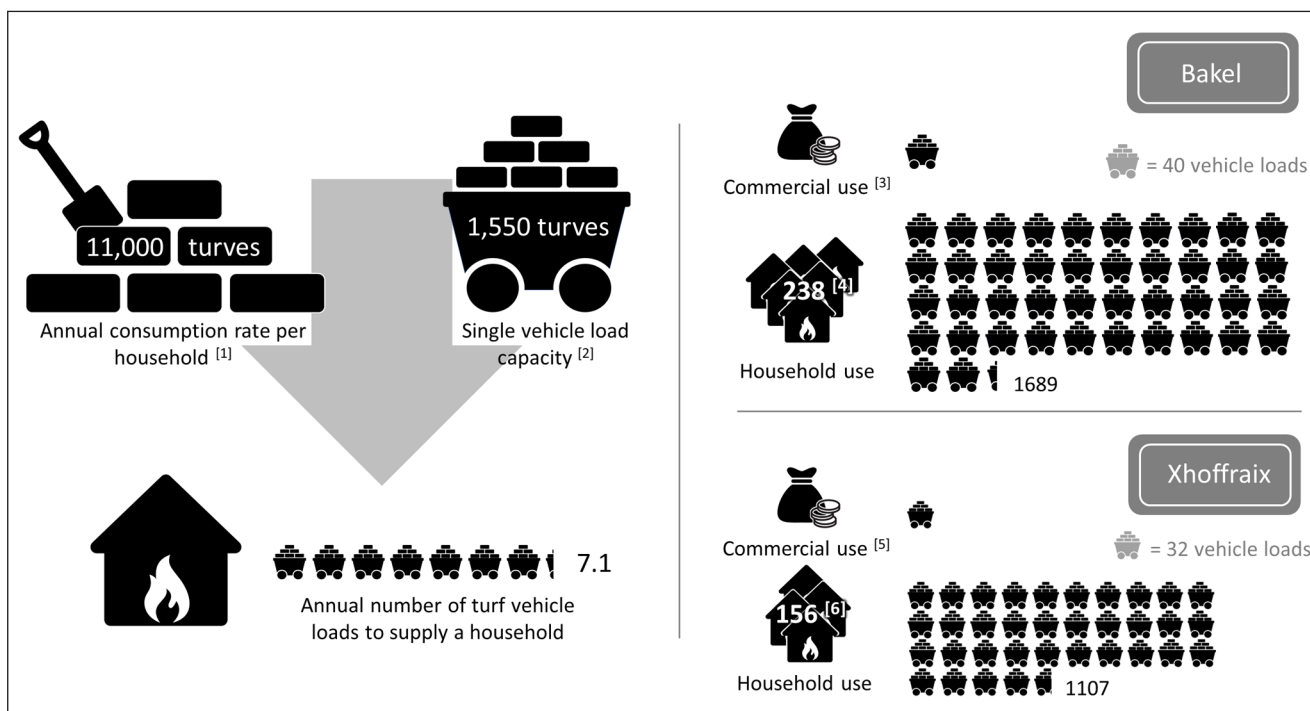 11,000 turves
Annual consumption rate per
household [1]
1,550 turves
Single vehicle load
capacity [2]
7.1
Annual number of turf vehicle
loads to supply a household
Bakel
Commercial use [3]
= 40 vehicle loads
238 [4]
Household use
1689
Xhoffraix
Commercial use [5]
= 32 vehicle loads
156 [6]
Household use
1107